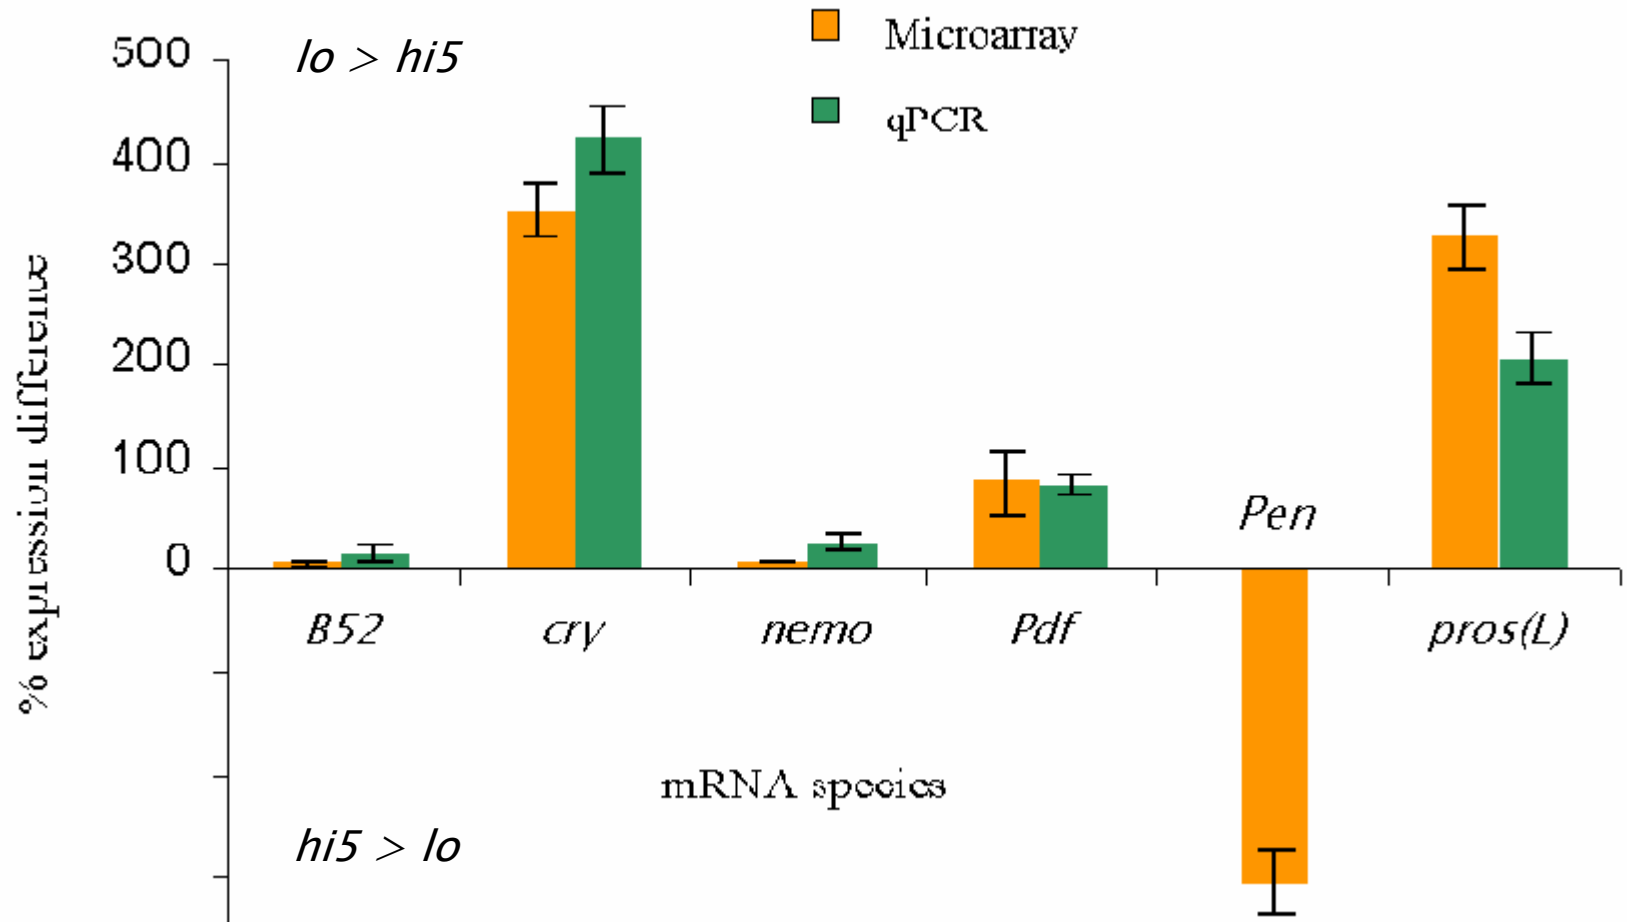 lo > hi5
Microarray
qPCR
500
400
300
200
100
0
% expression difference
Pen
B52
cry
nemo
Pdf
pros(L)
mRNA species
hi5 > lo